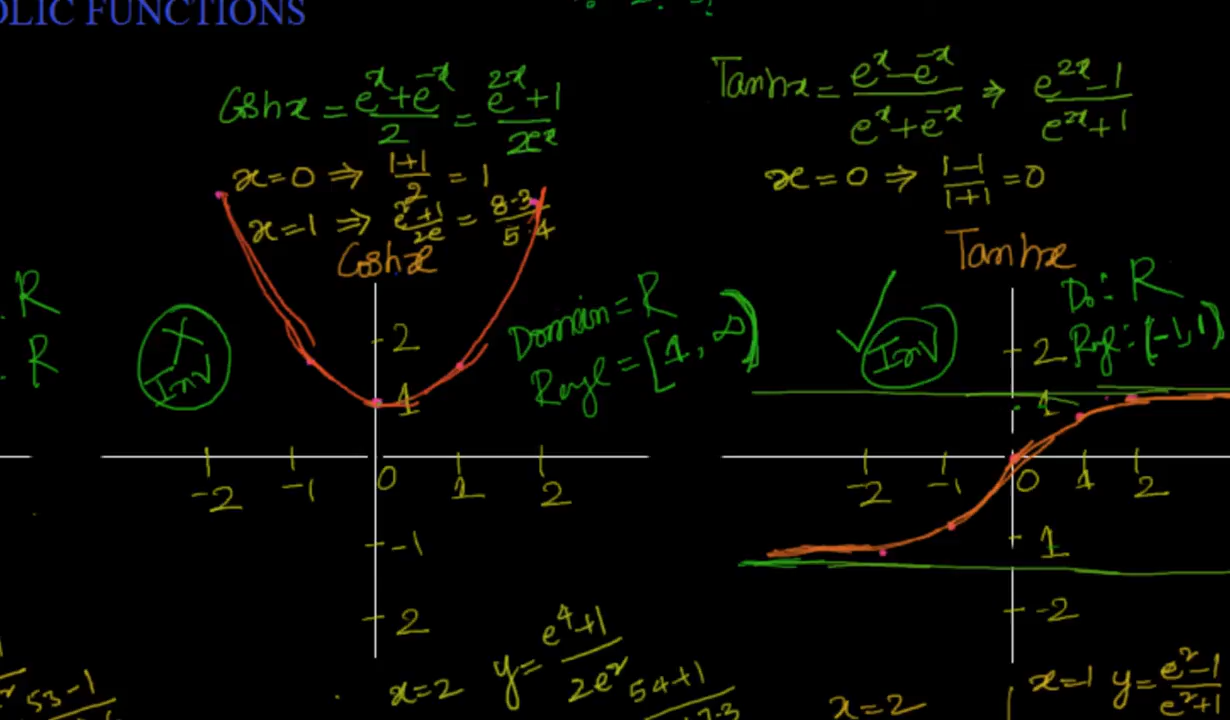 OLIC FUNCTIONS
Coshx = e^x + e^-x / 2 = e^2x + 1 / 2e^x
x = 0 ⇒ 1+1 / 2 = 1
x = 1 ⇒ e^2 + 1 / 2e = 8·3 / 5·4
Coshx
R
R
X
Inv
Domain = R
= [1, ∞)
2
1
-2 -1 0 1 2
-1
2
x=2 y = e^4 + 1 / 2e^2
54+1
53-1
Tanhx = e^x - e^-x / e^x + e^-x ⇒ e^2x - 1 / e^2x + 1
x = 0 ⇒ 1-1 / 1+1 = 0
Tanhx
✓
Inv
Do: R
: (-1, 1)
2
1
-2 -1 0 1 2
1
-2
x=1 y = e^2 - 1 / e^2 + 1
x=2